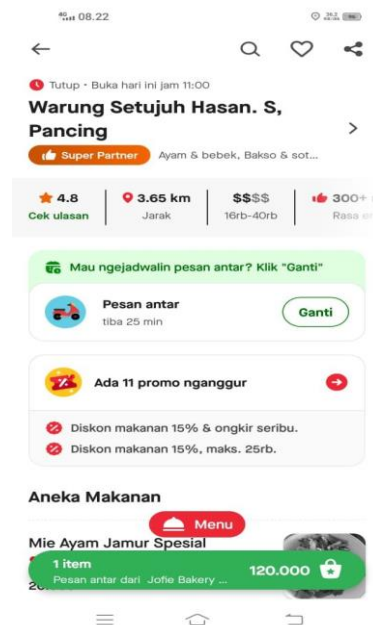 4G 08.22
Tutup • Buka hari ini jam 11:00
Warung Setujuh Hasan. S,
Pancing
Super Partner Ayam & bebek, Bakso & sot...
4.8 3.65 km $$$$ 300+
Cek ulasan Jarak 16rb-40rb Rasa
Mau ngejadwalin pesan antar? Klik "Ganti"
Pesan antar
tiba 25 min
Ganti
Ada 11 promo nganggur
Diskon makanan 15% & ongkir seribu.
Diskon makanan 15%, maks. 25rb.
Aneka Makanan
Menu
Mie Ayam Jamur Spesial
1 item
Pesan antar dari Jofie Bakery ...
120.000